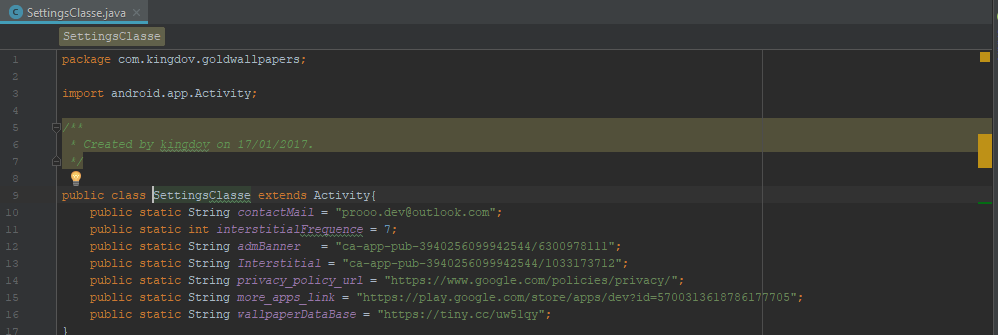 SettingsClasse.java
SettingsClasse
1 package com.kingdov.goldwallpapers;
2
3 import android.app.Activity;
4
5 /**
6 * Created by kingdov on 17/01/2017.
7 */
8
9 public class SettingsClasse extends Activity{
10 public static String contactMail = "prooo.dev@outlook.com";
11 public static int interstitialFrequence = 7;
12 public static String admBanner = "ca-app-pub-3940256099942544/6300978111";
13 public static String Interstitial = "ca-app-pub-3940256099942544/1033173712";
14 public static String privacy_policy_url = "https://www.google.com/policies/privacy/";
15 public static String more_apps_link = "https://play.google.com/store/apps/dev?id=5700313618786177705";
16 public static String wallpaperDataBase = "https://tiny.cc/uw5lqy";
17 }